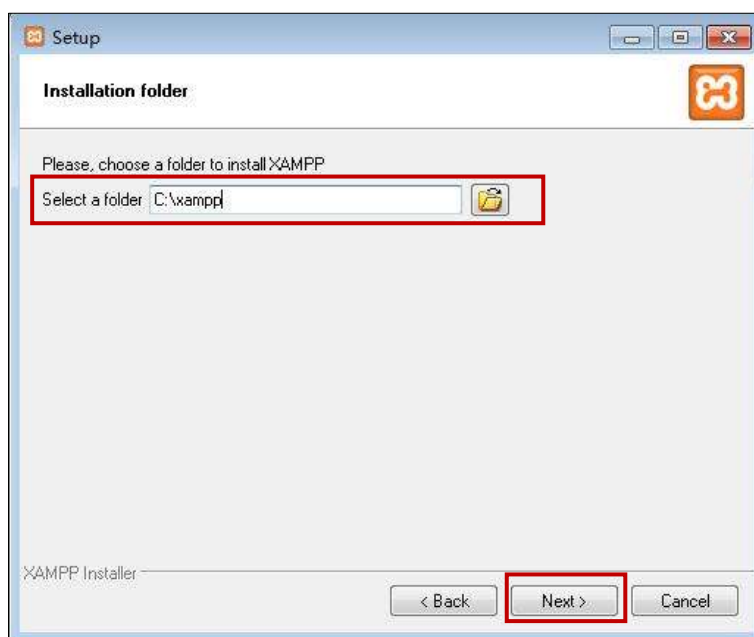 Setup
Installation folder
Please, choose a folder to install XAMPP
Select a folder C:\xampp
XAMPP Installer
< Back Next > Cancel